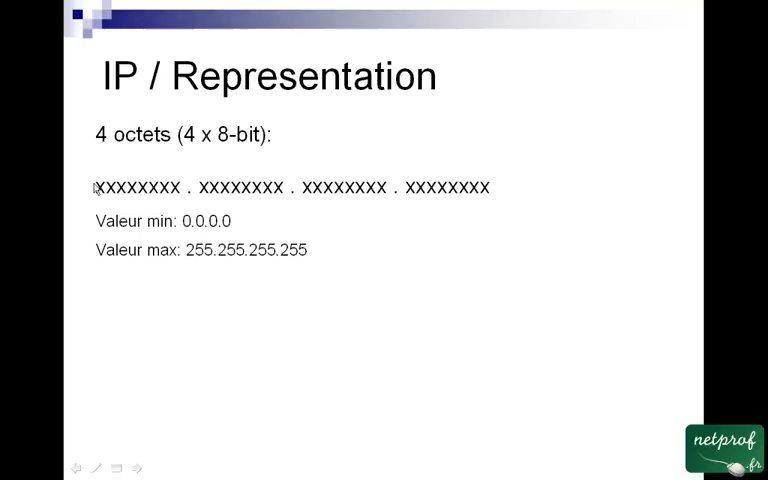 IP / Representation
4 octets (4 x 8-bit):
xxxxxxxx . xxxxxxxx . xxxxxxxx . xxxxxxxx
Valeur min: 0.0.0.0
Valeur max: 255.255.255.255
netprof
.fr